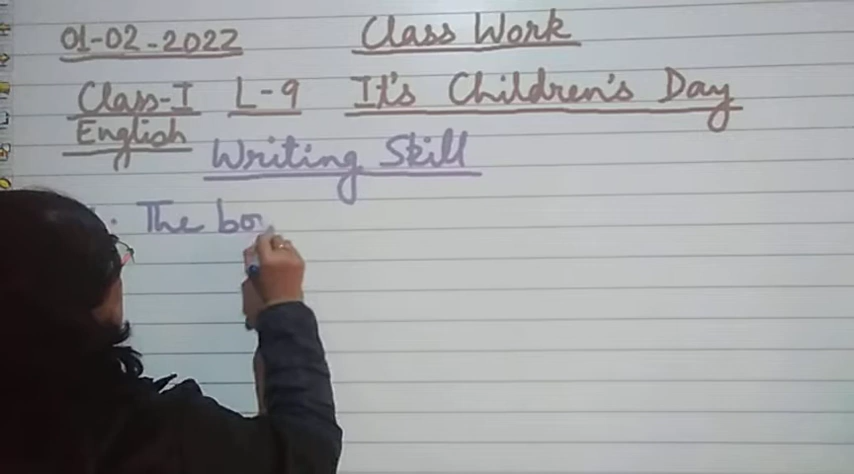 01-02-2022 Class Work
Class-I L-9 It's Children's Day
English
Writing Skill
The bo